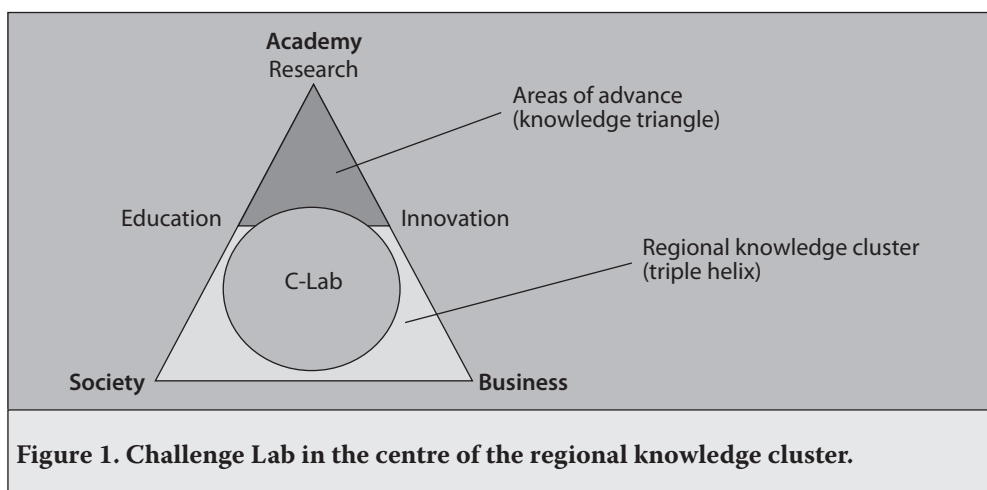 Academy
Research
Areas of advance
(knowledge triangle)
Education
Innovation
Regional knowledge cluster
(triple helix)
C-Lab
Society
Business
Figure 1. Challenge Lab in the centre of the regional knowledge cluster.